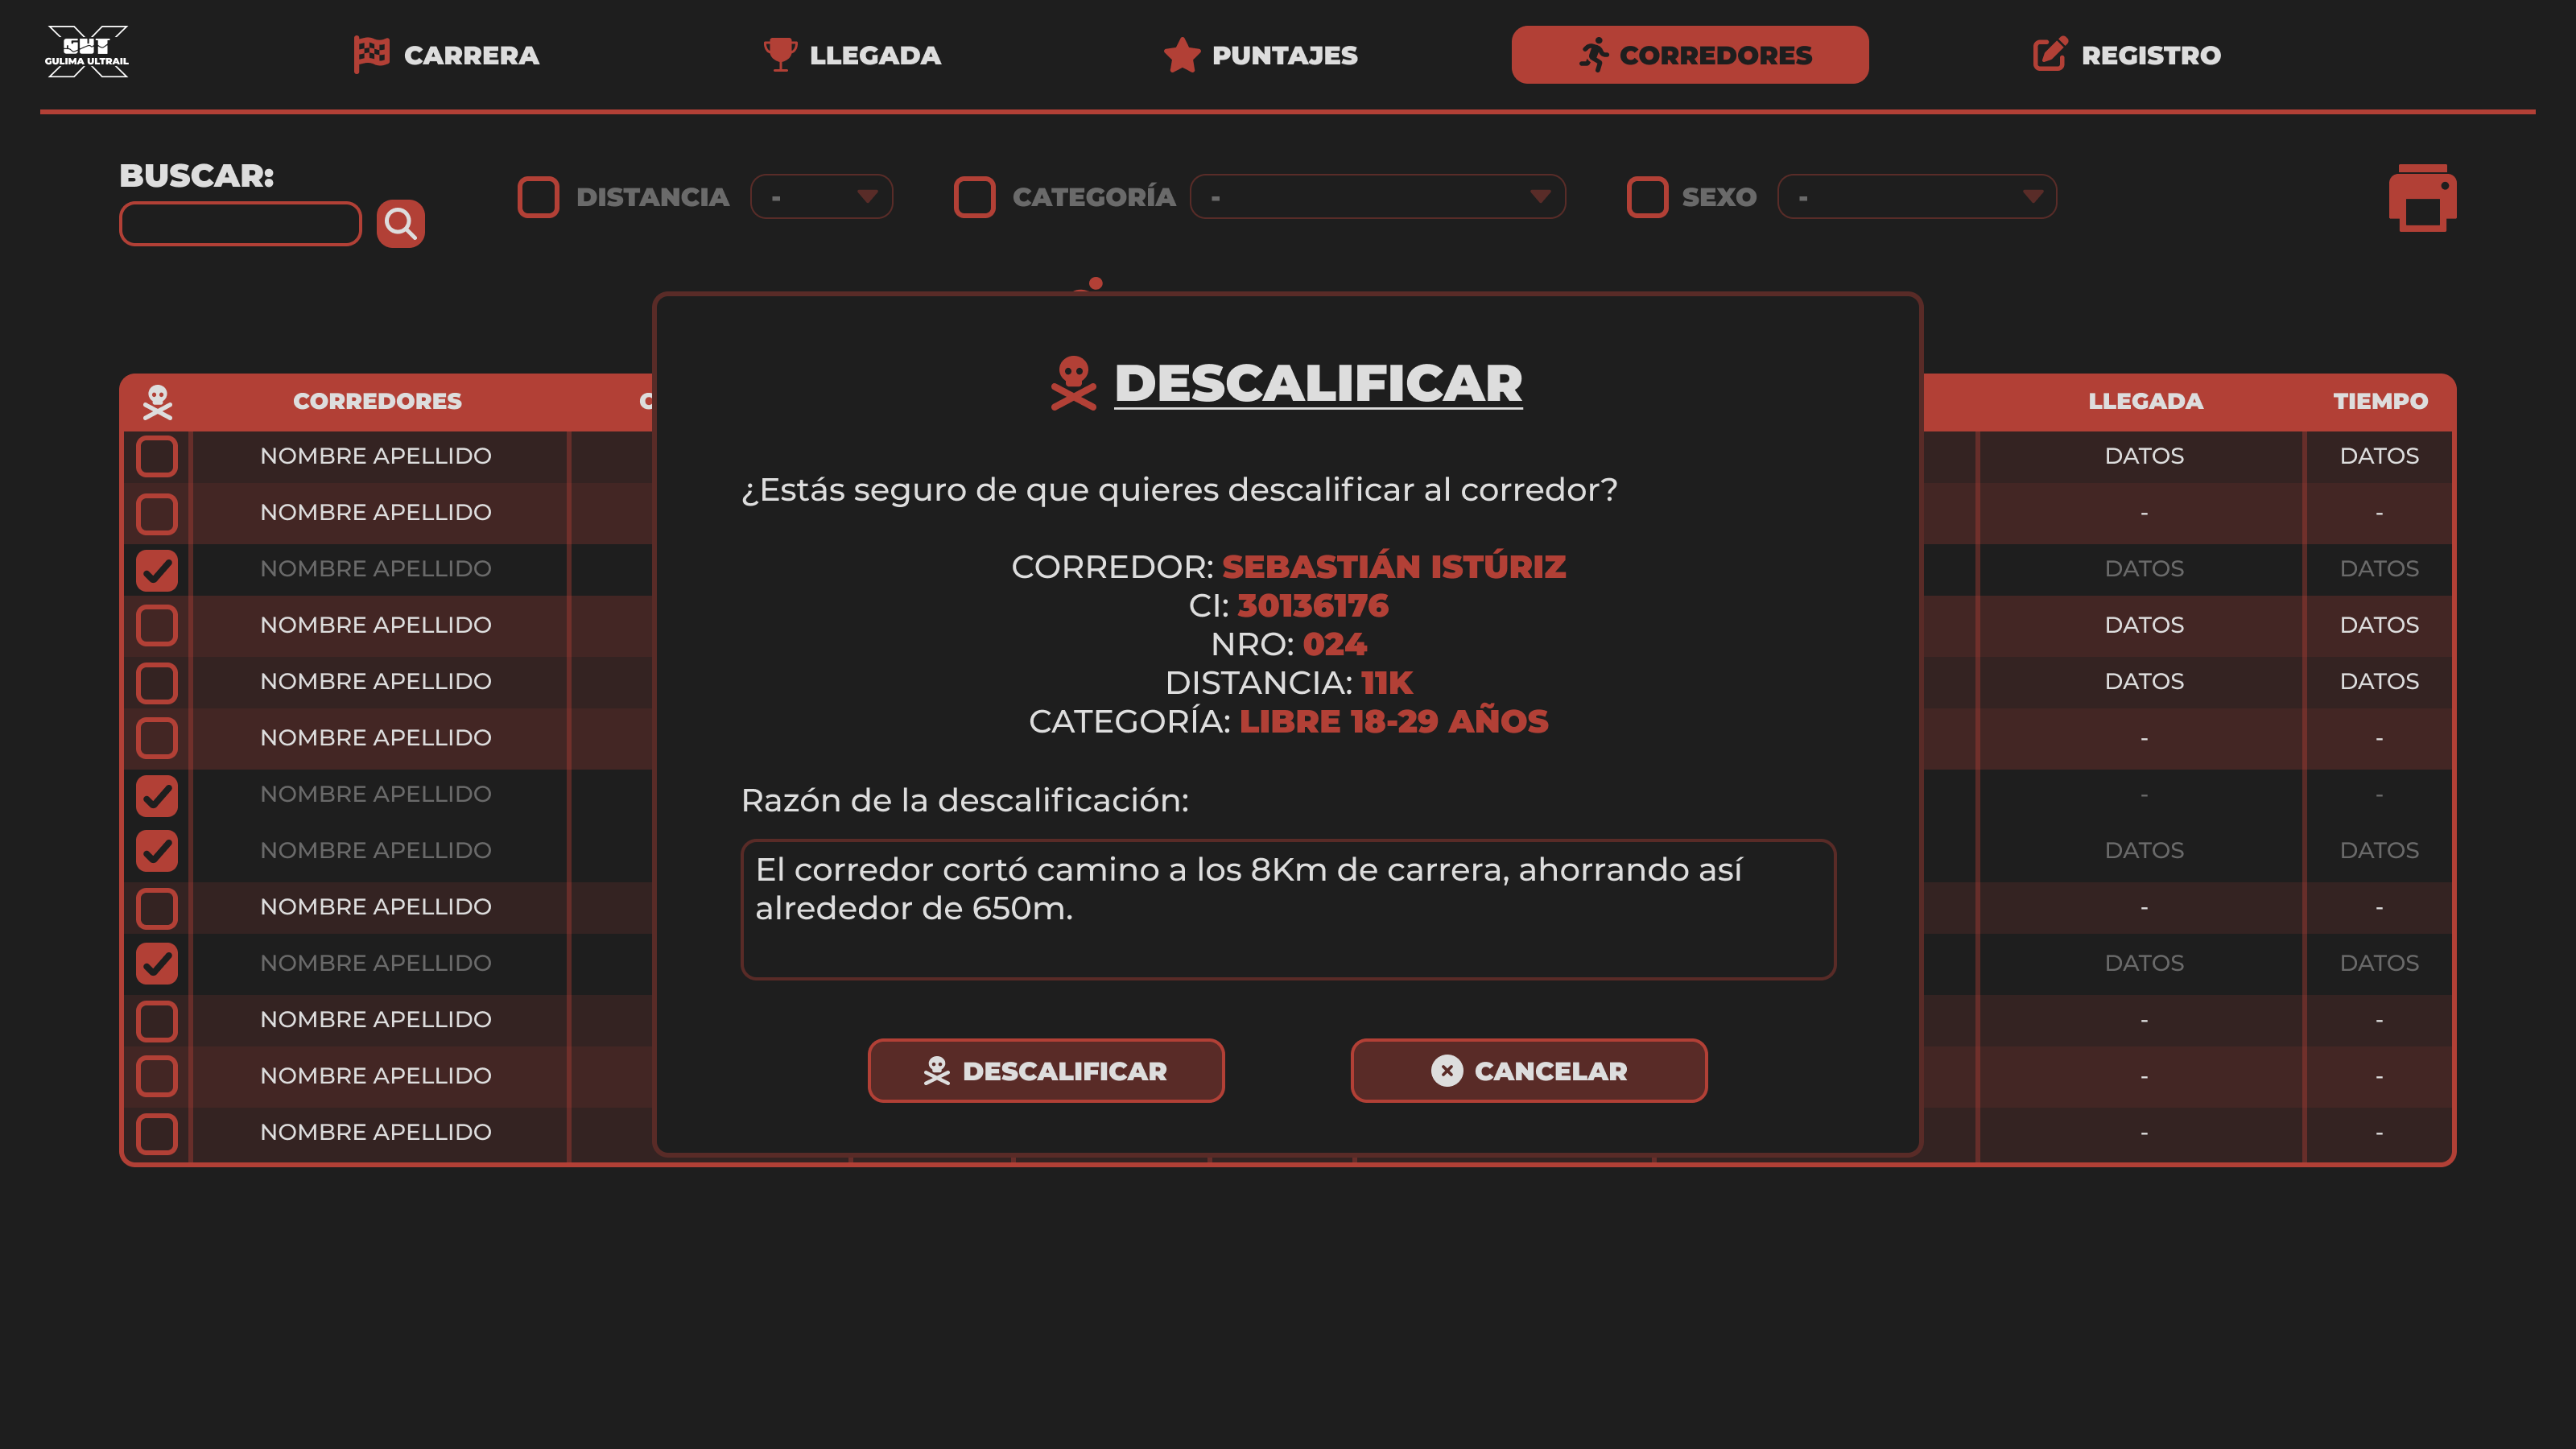 GUT
GULIMA ULTRAIL
CARRERA
LLEGADA
PUNTAJES
CORREDORES
REGISTRO
BUSCAR:
DISTANCIA
-
CATEGORÍA
-
SEXO
-
CORREDORES
LLEGADA
TIEMPO
NOMBRE APELLIDO
DATOS
DATOS
NOMBRE APELLIDO
-
-
NOMBRE APELLIDO
DATOS
DATOS
NOMBRE APELLIDO
DATOS
DATOS
NOMBRE APELLIDO
DATOS
DATOS
NOMBRE APELLIDO
-
-
NOMBRE APELLIDO
-
-
NOMBRE APELLIDO
DATOS
DATOS
NOMBRE APELLIDO
-
-
NOMBRE APELLIDO
DATOS
DATOS
NOMBRE APELLIDO
-
-
NOMBRE APELLIDO
-
-
NOMBRE APELLIDO
-
-
DESCALIFICAR
¿Estás seguro de que quieres descalificar al corredor?
CORREDOR: SEBASTIÁN ISTÚRIZ
CI: 30136176
NRO: 024
DISTANCIA: 11K
CATEGORÍA: LIBRE 18-29 AÑOS
Razón de la descalificación:
El corredor cortó camino a los 8Km de carrera, ahorrando así
alrededor de 650m.
DESCALIFICAR
CANCELAR